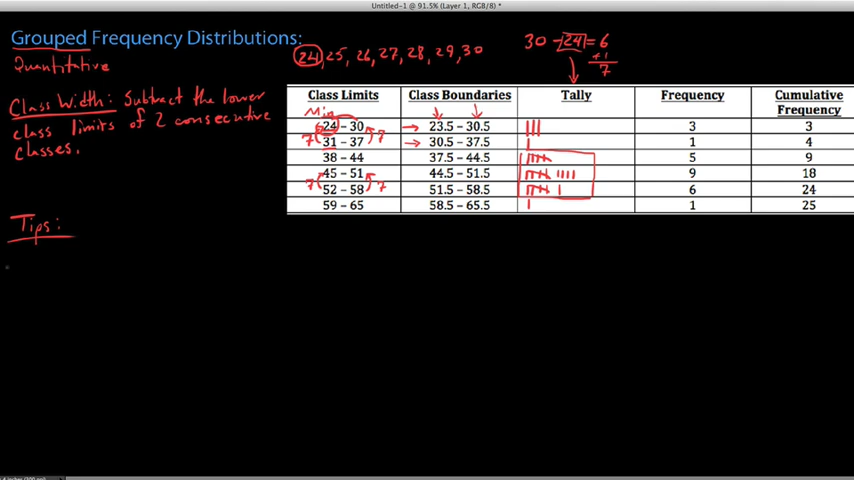 Untitled-1 @ 91.5% (Layer 1, RGB/8) *
Grouped Frequency Distributions:
24, 25, 26, 27, 28, 29, 30
30 - 24 = 6
+1
7
Quantitative
Class Width: Subtract the lower
class limits of 2 consecutive
classes.
Tips:
Class Limits Class Boundaries Tally Frequency Cumulative Frequency
Min
24 – 30 23.5 – 30.5 3 3
7 7
31 – 37 30.5 – 37.5 1 4
38 – 44 37.5 – 44.5 5 9
45 – 51 44.5 – 51.5 9 18
7 7
52 – 58 51.5 – 58.5 6 24
59 – 65 58.5 – 65.5 1 25